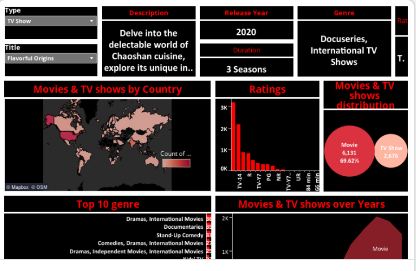 Type
TV Show
Title
Flavorful Origins
Description
Delve into the
delectable world of
Chaoshan cuisine,
explore its unique in..
Release Year
2020
Duration
3 Seasons
Genre
Docuseries,
International TV
Shows
Rat
T.
Movies & TV shows by Country
Count of ...
© Mapbox © OSM
Ratings
3K
2K
1K
0K
TV-14
R
TV-Y7
PG
NR
TV-Y7..
UR
84 min
66 min
Movies & TV
shows
distribution
Movie
6,131
69.62%
TV Show
2,676
Top 10 genre
Dramas, International Movies
Documentaries
Stand-Up Comedy
Comedies, Dramas, International Movies
Dramas, Independent Movies, International Movies
Kids' TV
Movies & TV shows over Years
2K
1K
Movie